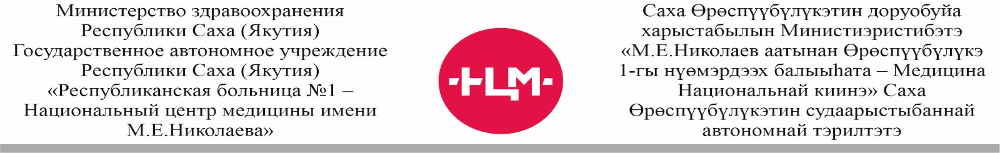 Министерство здравоохранения
Республики Саха (Якутия)
Государственное автономное учреждение
Республики Саха (Якутия)
«Республиканская больница №1 –
Национальный центр медицины имени
М.Е.Николаева»
-НЦМ-
Саха Өрөспүүбүлүкэтин доруобуйа
харыстабылын Министиэристибэтэ
«М.Е.Николаев аатынан Өрөспүүбүлүкэ
1-гы нүөмэрдээх балыыһата – Медицина
Национальнай киинэ» Саха
Өрөспүүбүлүкэтин судаарыстыбаннай
автономнай тэрилтэтэ